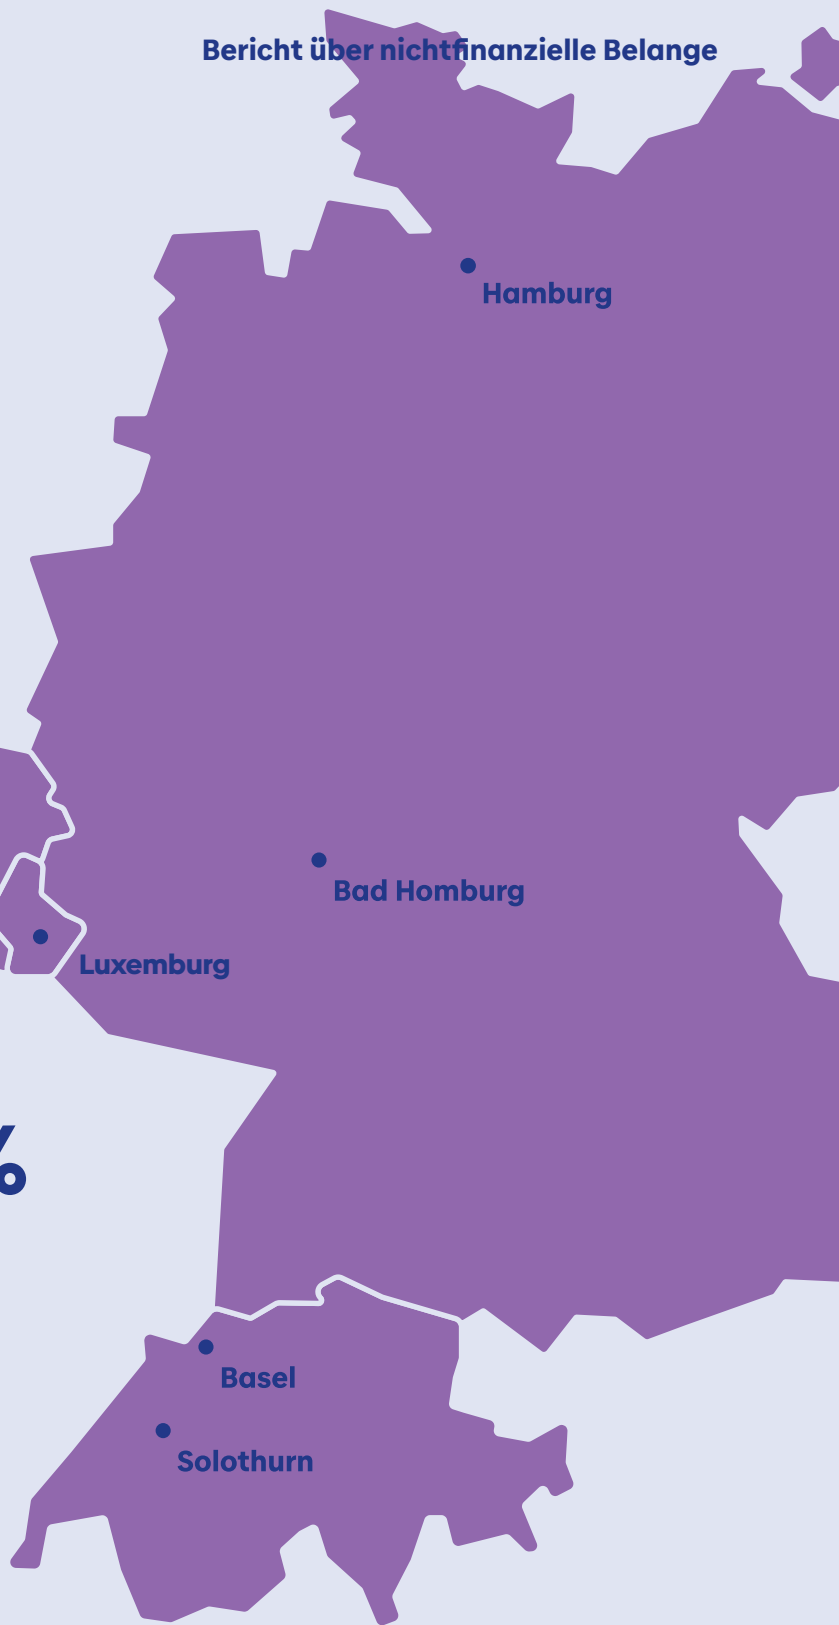 Bericht über nichtfinanzielle Belange
Hamburg
Bad Homburg
Luxemburg
%
Basel
Solothurn